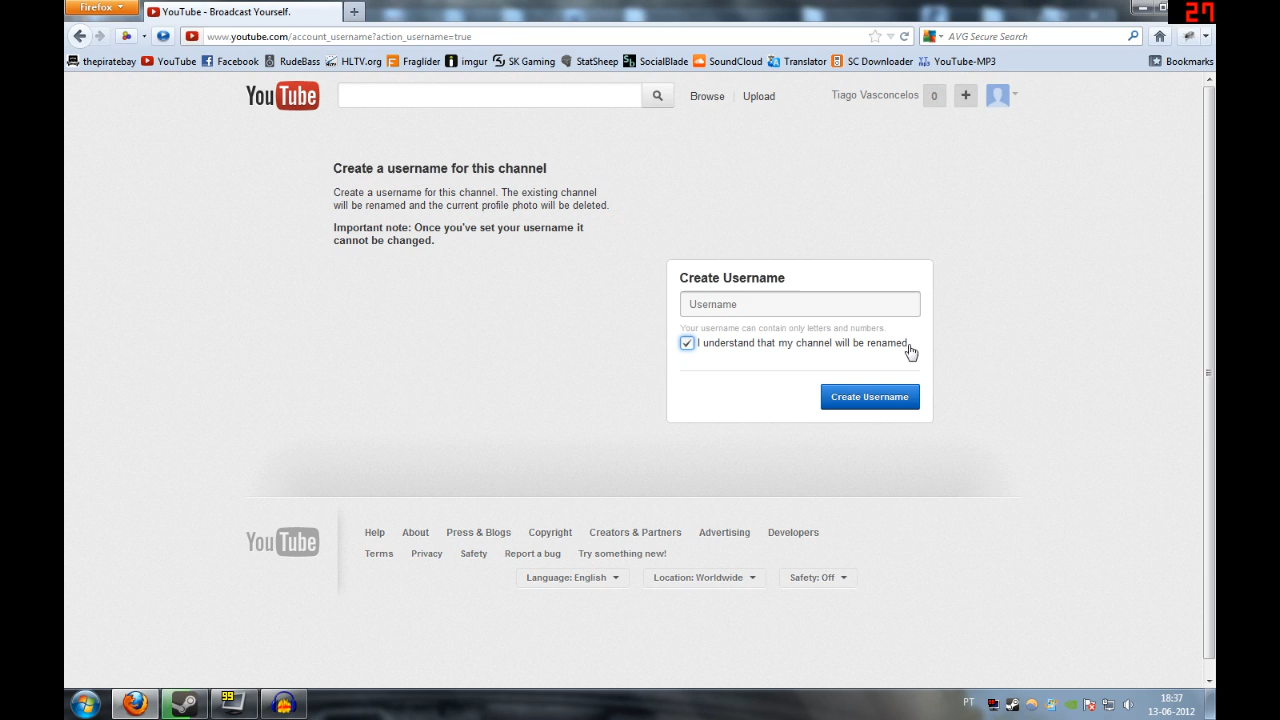 Firefox
YouTube - Broadcast Yourself.
27
www.youtube.com/account_username?action_username=true
AVG Secure Search
thepiratebay
YouTube
Facebook
RudeBass
HLTV.org
Fraglider
imgur
SK Gaming
StatSheep
SocialBlade
SoundCloud
Translator
SC Downloader
YouTube-MP3
Bookmarks
YouTube
Browse
Upload
Tiago Vasconcelos
0
Create a username for this channel
Create a username for this channel. The existing channel
will be renamed and the current profile photo will be deleted.
Important note: Once you've set your username it
cannot be changed.
Create Username
Username
Your username can contain only letters and numbers.
I understand that my channel will be renamed.
Create Username
YouTube
Help
About
Press & Blogs
Copyright
Creators & Partners
Advertising
Developers
Terms
Privacy
Safety
Report a bug
Try something new!
Language: English
Location: Worldwide
Safety: Off
99
PT
18:37
13-06-2012